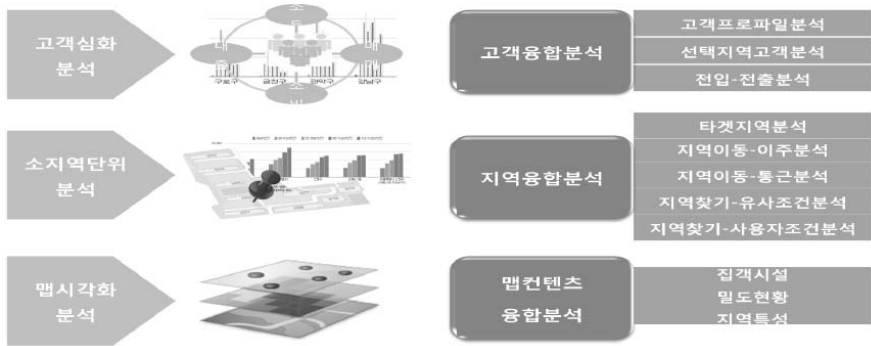 고객심화
분석
구로구 금천구 관악구 강남구
고객융합분석
고객프로파일분석
선택지역고객분석
전입-전출분석
소지역단위
분석
지역융합분석
타겟지역분석
지역이동-이주분석
지역이동-통근분석
지역찾기-유사조건분석
지역찾기-사용자조건분석
맵시각화
분석
맵컨텐츠
융합분석
집객시설
밀도현황
지역특성